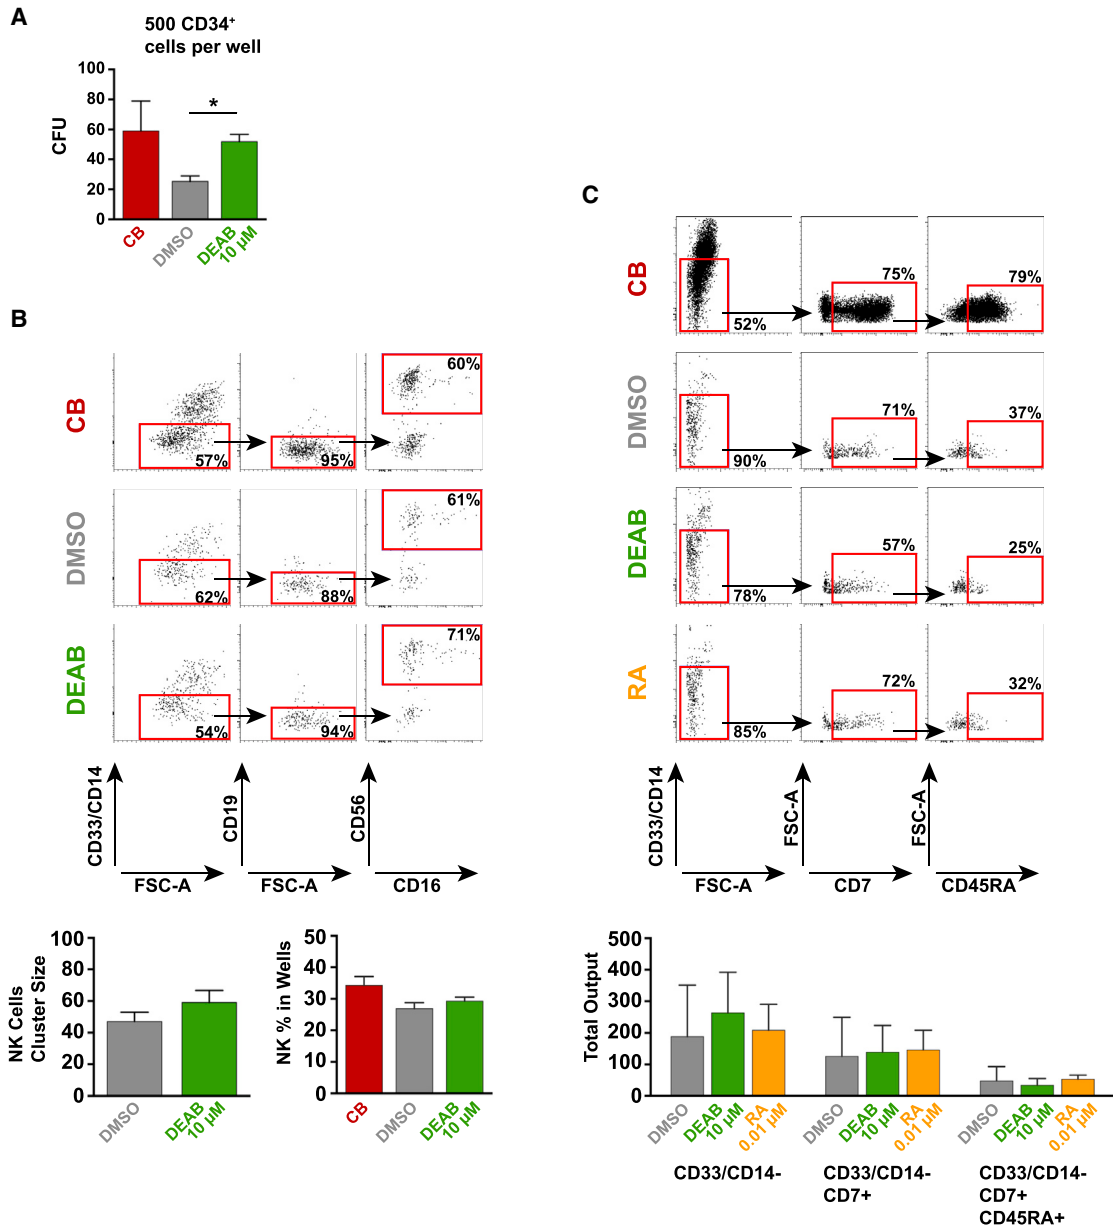 A
500 CD34+
cells per well
100
80
60
40
20
0
CFU
*
CB
DMSO
DEAB
10 µM
B
CB
57%
95%
60%
DMSO
62%
88%
61%
DEAB
54%
94%
71%
CD33/CD14
FSC-A
CD19
FSC-A
CD56
CD16
100
80
60
40
20
0
NK Cells
Cluster Size
DMSO
DEAB
10 µM
50
40
30
20
10
0
NK % in Wells
CB
DMSO
DEAB
10 µM
C
CB
52%
75%
79%
DMSO
90%
71%
37%
DEAB
78%
57%
25%
RA
85%
72%
32%
CD33/CD14
FSC-A
FSC-A
CD7
FSC-A
CD45RA
500
400
300
200
100
0
Total Output
DMSO
DEAB
10 µM
RA
0.01 µM
DMSO
DEAB
10 µM
RA
0.01 µM
DMSO
DEAB
10 µM
RA
0.01 µM
CD33/CD14-
CD33/CD14-
CD7+
CD33/CD14-
CD7+
CD45RA+